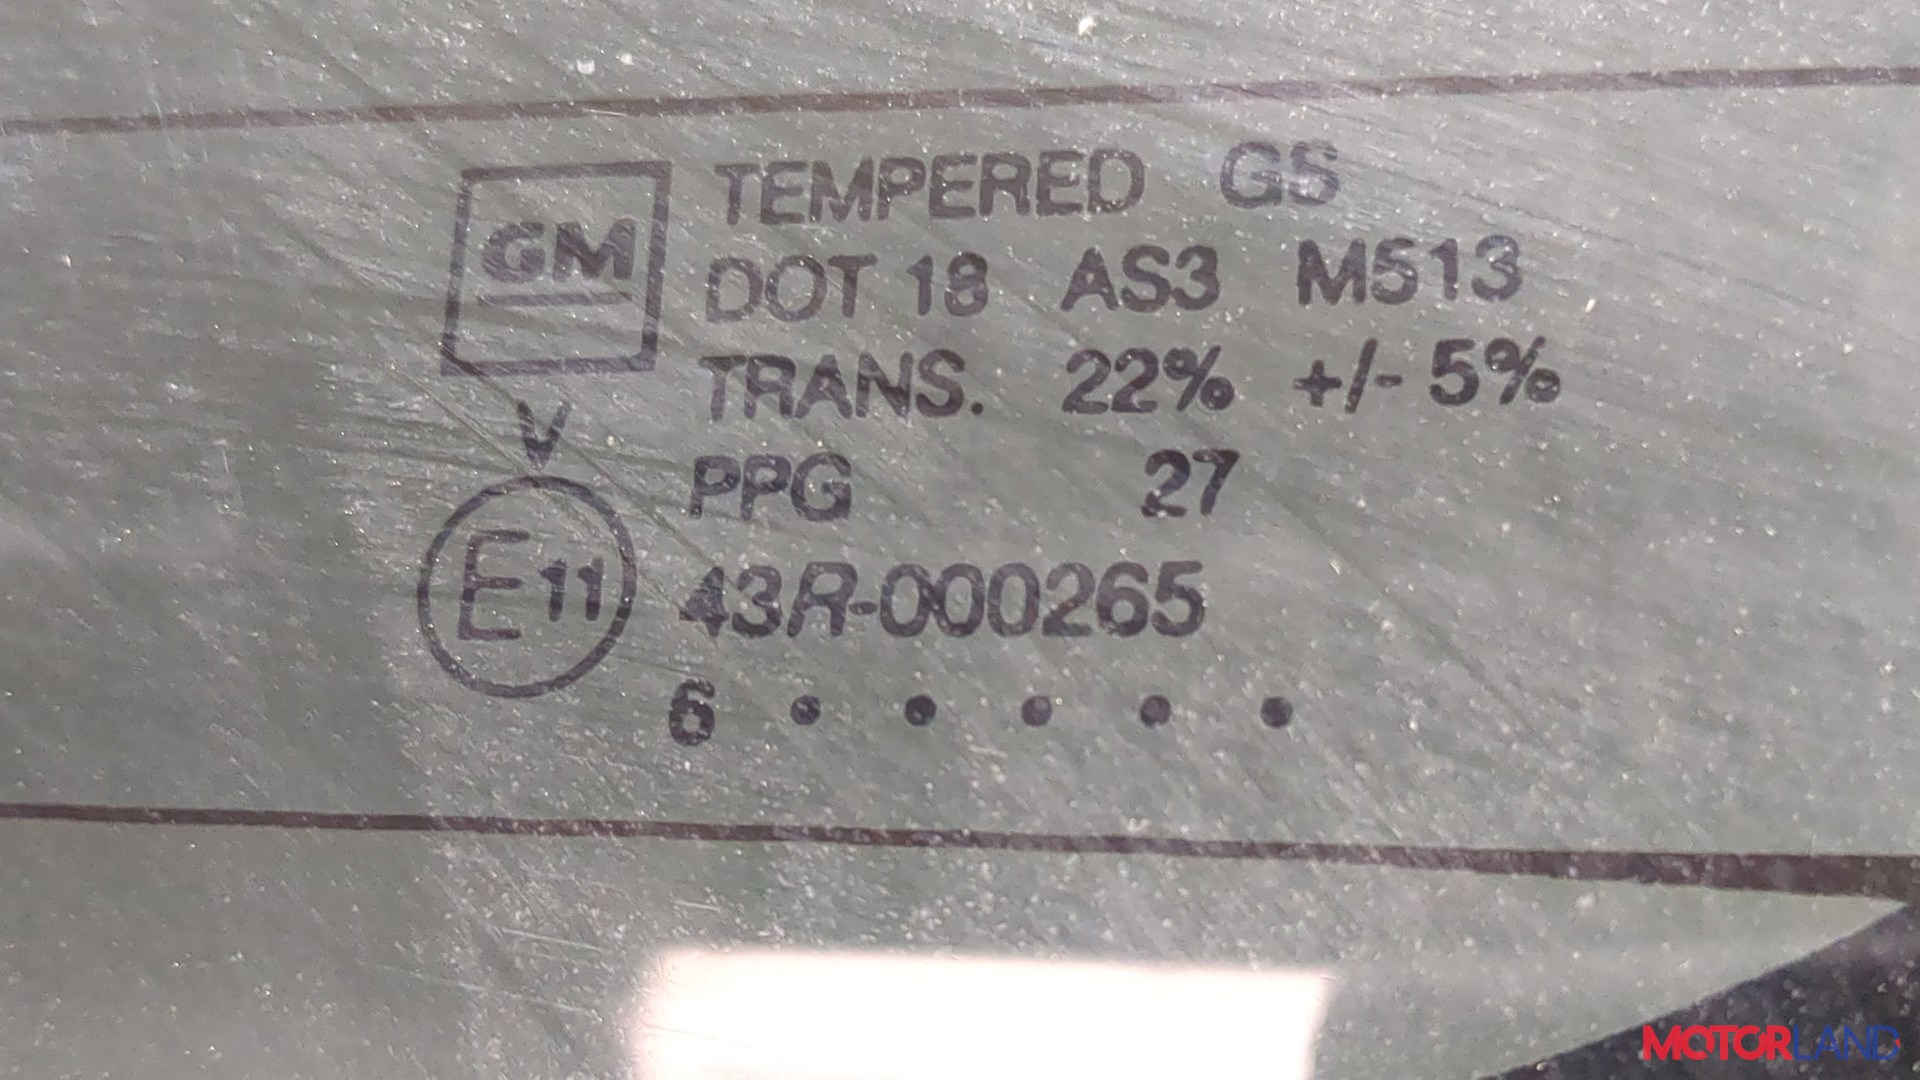 GM
TEMPERED GS
DOT 18 AS3 M513
TRANS. 22% +/- 5%
V
PPG 27
E11 43R-000265
6 • • • • •
MOTORLAND